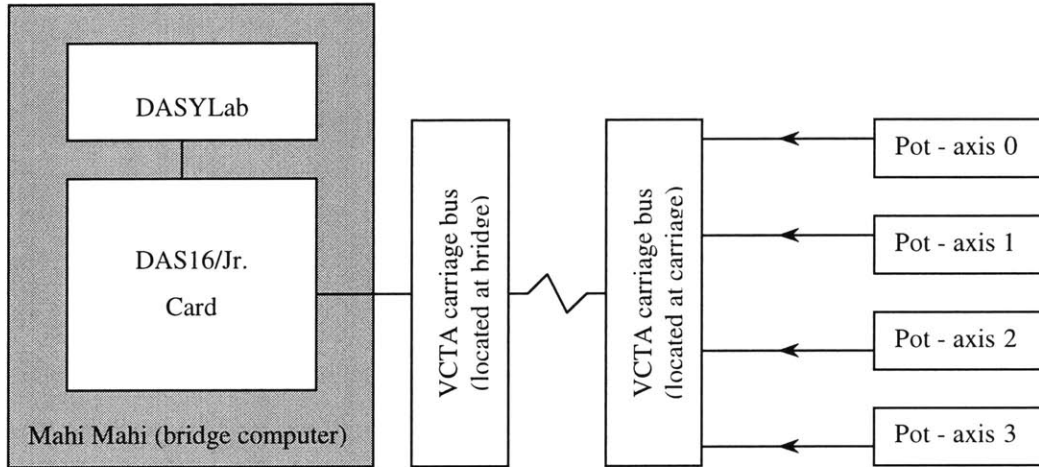 DASYLab
DAS16/Jr.
Card
Mahi Mahi (bridge computer)
VCTA carriage bus
(located at bridge)
VCTA carriage bus
(located at carriage)
Pot - axis 0
Pot - axis 1
Pot - axis 2
Pot - axis 3